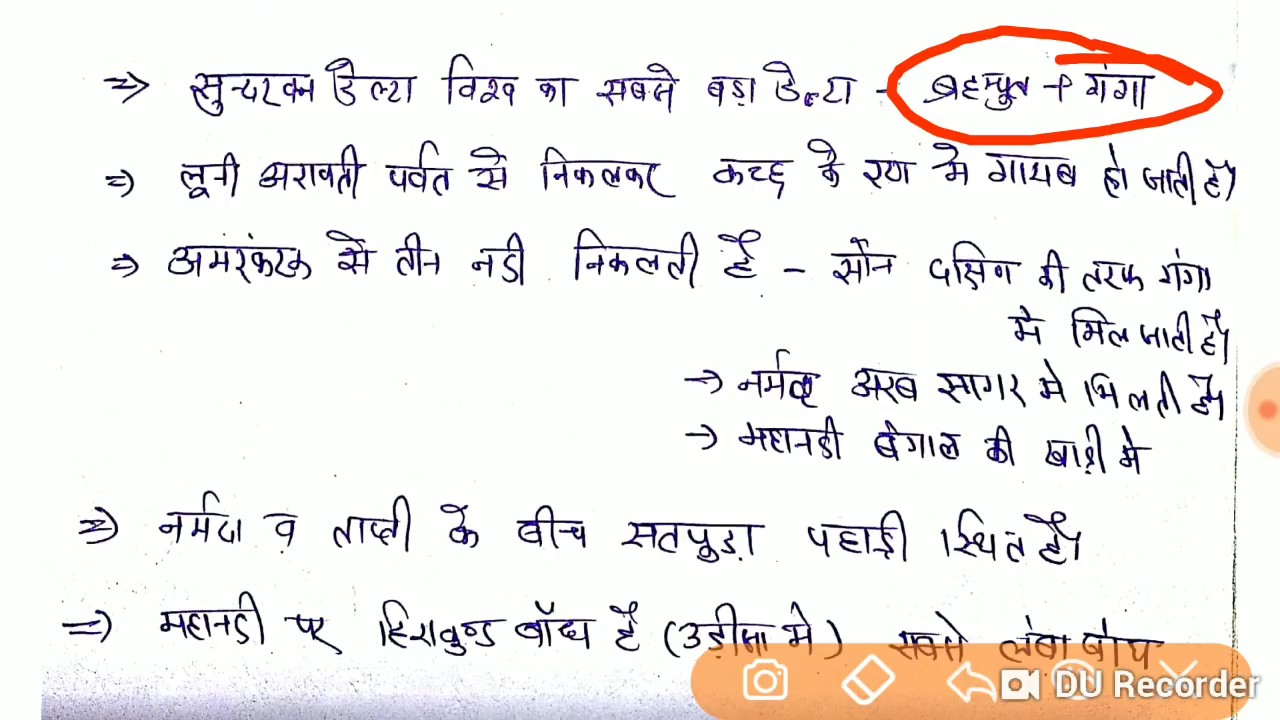 => सुन्दरवन डेल्टा विश्व का सबसे बड़ा डेल्टा - ब्रह्मपुत्र + गंगा
=> लूनी अरावती पर्वत से निकलकर कच्छ के रण मे गायब हो जाती है।
=> अमरकंटक से तीन नदी निकलती है - सोन दक्षिण की तरफ गंगा
मे मिल जाती है।
-> नर्मदा अरब सागर मे मिलती है।
-> महानदी बंगाल की खाड़ी मे
=> नर्मदा व ताप्ती के बीच सतपुड़ा पहाड़ी स्थित है।
=> महानदी पर हिराकुण्ड बाँध है (उड़ीसा मे) सबसे लंबा बांध
DU Recorder